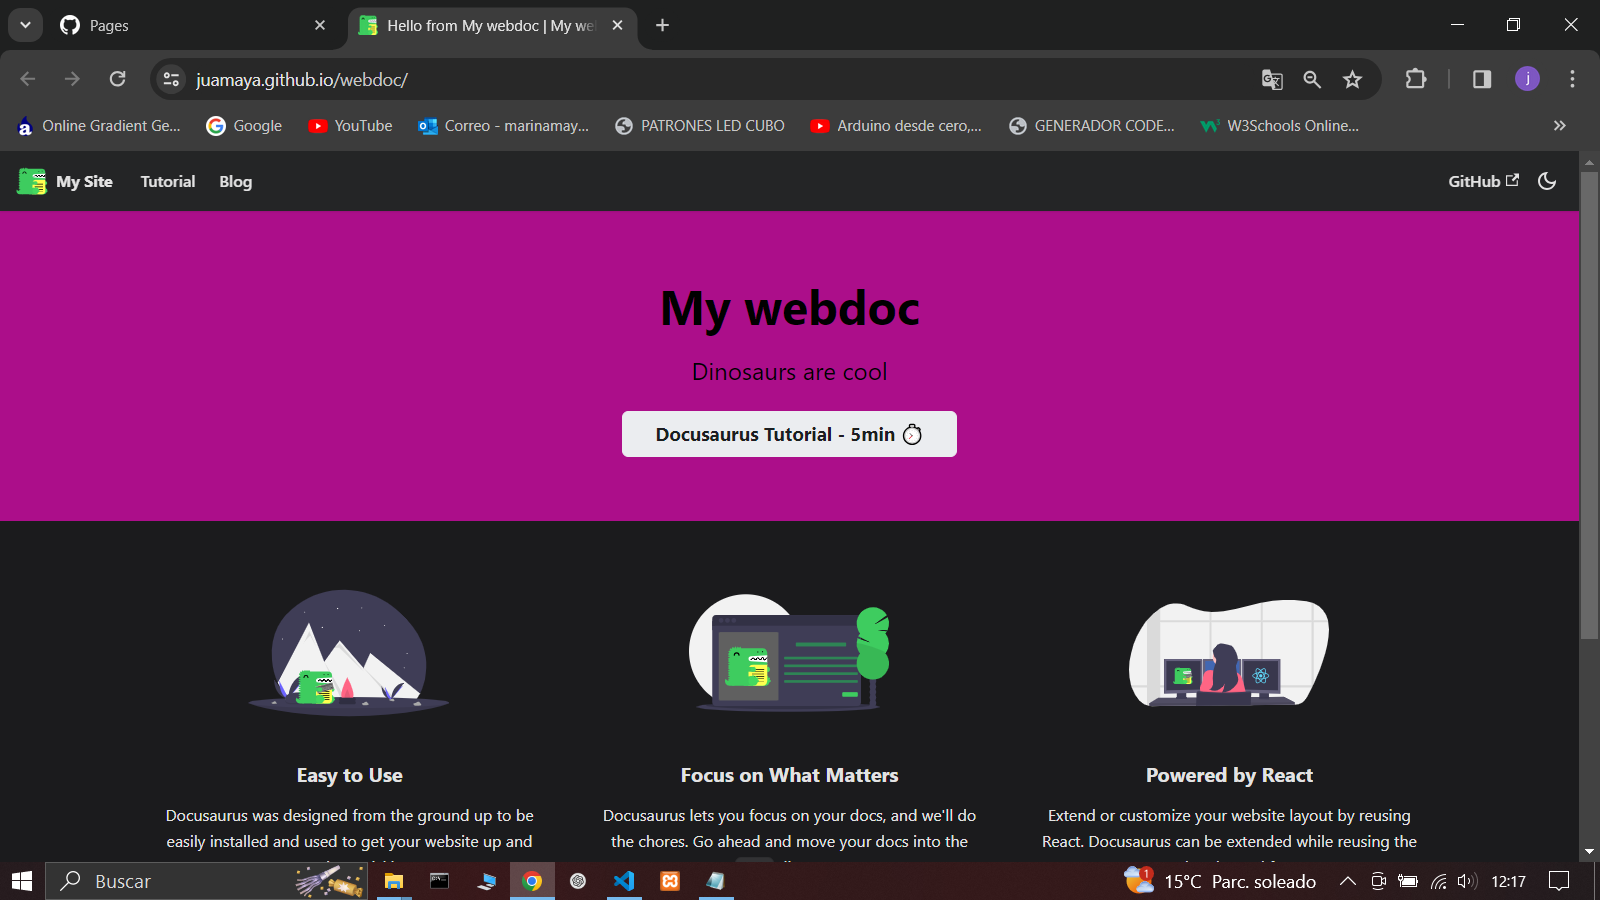 Pages
Hello from My webdoc | My we
juamaya.github.io/webdoc/
j
Online Gradient Ge...
Google
YouTube
Correo - marinamay...
PATRONES LED CUBO
Arduino desde cero,...
GENERADOR CODE...
W3Schools Online...
My Site
Tutorial
Blog
GitHub
My webdoc
Dinosaurs are cool
Docusaurus Tutorial - 5min ⏱️
Easy to Use
Docusaurus was designed from the ground up to be
easily installed and used to get your website up and
Focus on What Matters
Docusaurus lets you focus on your docs, and we'll do
the chores. Go ahead and move your docs into the
Powered by React
Extend or customize your website layout by reusing
React. Docusaurus can be extended while reusing the
Buscar
1
15°C Parc. soleado
12:17